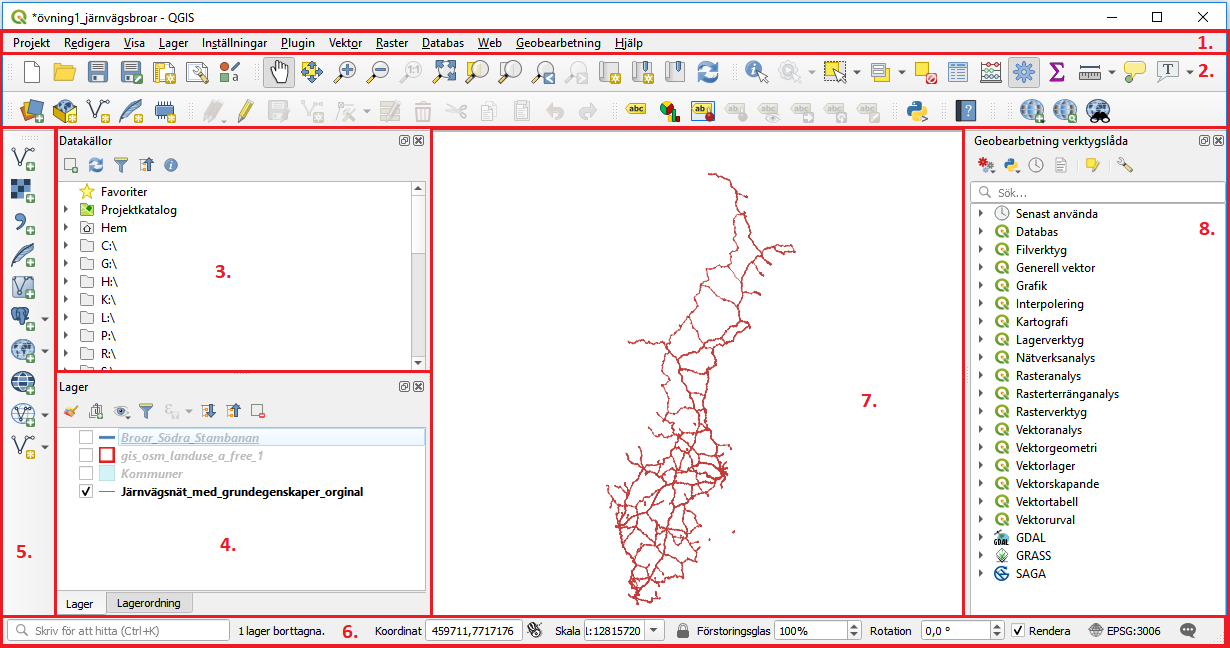 *övning1_järnvägsbroar - QGIS
Projekt Redigera Visa Lager Inställningar Plugin Vektor Raster Databas Web Geobearbetning Hjälp 1.
2.
abc
Datakällor
Favoriter
Projektkatalog
Hem
C:\
G:\
H:\
K:\
L:\
P:\
R:\
3.
Lager
Broar_Södra_Stambanan
gis_osm_landuse_a_free_1
Kommuner
Järnvägsnät_med_grundegenskaper_orginal
4.
5.
Lager Lagerordning
7.
Geobearbetning verktygslåda
Sök...
Senast använda
Databas
Filverktyg
Generell vektor
Grafik
Interpolering
Kartografi
Lagerverktyg
Nätverksanalys
Rasteranalys
Rasterterränganalys
Rasterverktyg
Vektoranalys
Vektorgeometri
Vektorlager
Vektorskapande
Vektortabell
Vektorurval
GDAL
GRASS
SAGA
8.
Skriv för att hitta (Ctrl+K) 1 lager borttagna. 6. Koordinat 459711,7717176 Skala 1:12815720 Förstoringsglas 100% Rotation 0,0 ° Rendera EPSG:3006